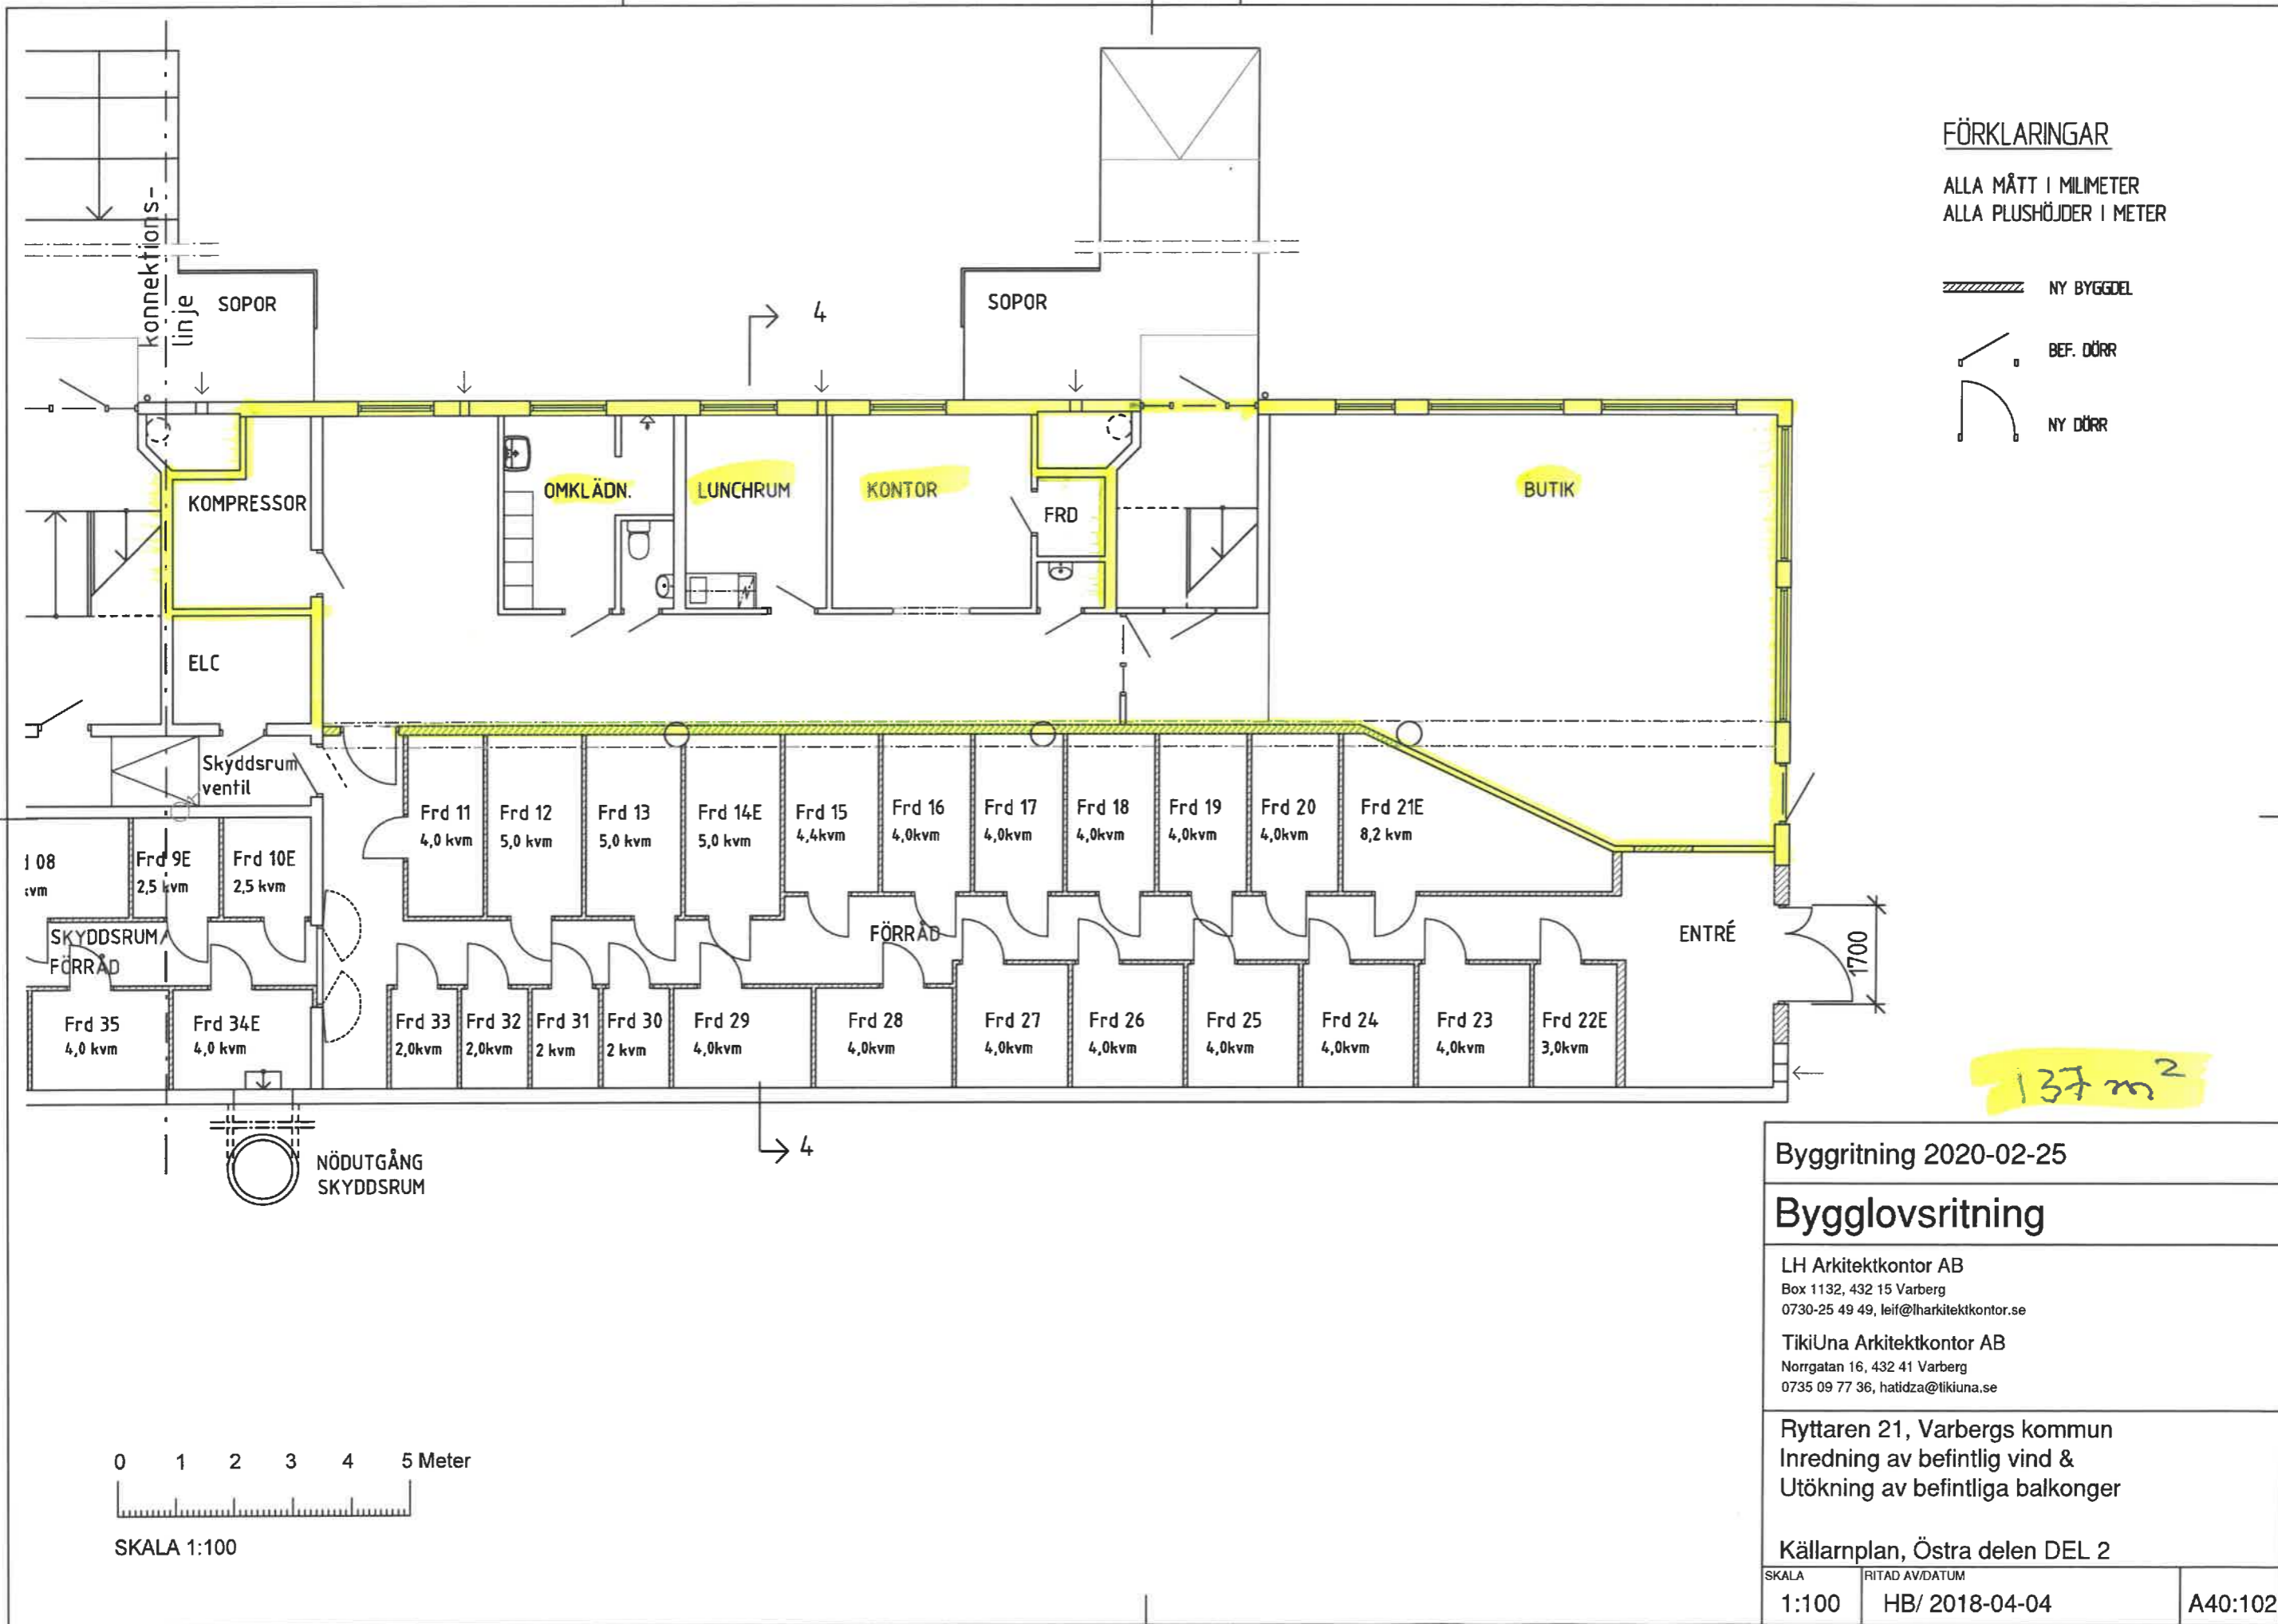 FÖRKLARINGAR
ALLA MÅTT I MILIMETER
ALLA PLUSHÖJDER I METER
NY BYGGDEL
BEF. DÖRR
NY DÖRR
konnektions-
linje
SOPOR
4
SOPOR
KOMPRESSOR
OMKLÄDN.
LUNCHRUM
KONTOR
FRD
BUTIK
ELC
Skyddsrum
ventil
Frd 11
4,0 kvm
Frd 12
5,0 kvm
Frd 13
5,0 kvm
Frd 14E
5,0 kvm
Frd 15
4,4kvm
Frd 16
4,0kvm
Frd 17
4,0kvm
Frd 18
4,0kvm
Frd 19
4,0kvm
Frd 20
4,0kvm
Frd 21E
8,2 kvm
08
kvm
Frd 9E
2,5 kvm
Frd 10E
2,5 kvm
SKYDDSRUM/
FÖRRÅD
FÖRRÅD
ENTRÉ
1700
Frd 35
4,0 kvm
Frd 34E
4,0 kvm
Frd 33
2,0kvm
Frd 32
2,0kvm
Frd 31
2 kvm
Frd 30
2 kvm
Frd 29
4,0kvm
Frd 28
4,0kvm
Frd 27
4,0kvm
Frd 26
4,0kvm
Frd 25
4,0kvm
Frd 24
4,0kvm
Frd 23
4,0kvm
Frd 22E
3,0kvm
137 m²
4
NÖDUTGÅNG
SKYDDSRUM
0 1 2 3 4 5 Meter
SKALA 1:100
Byggritning 2020-02-25
Bygglovsritning
LH Arkitektkontor AB
Box 1132, 432 15 Varberg
0730-25 49 49, leif@lharkitektkontor.se
TikiUna Arkitektkontor AB
Norrgatan 16, 432 41 Varberg
0735 09 77 36, hatidza@tikiuna.se
Ryttaren 21, Varbergs kommun
Inredning av befintlig vind &
Utökning av befintliga balkonger
Källarnplan, Östra delen DEL 2
SKALA
1:100
RITAD AV/DATUM
HB/ 2018-04-04
A40:102